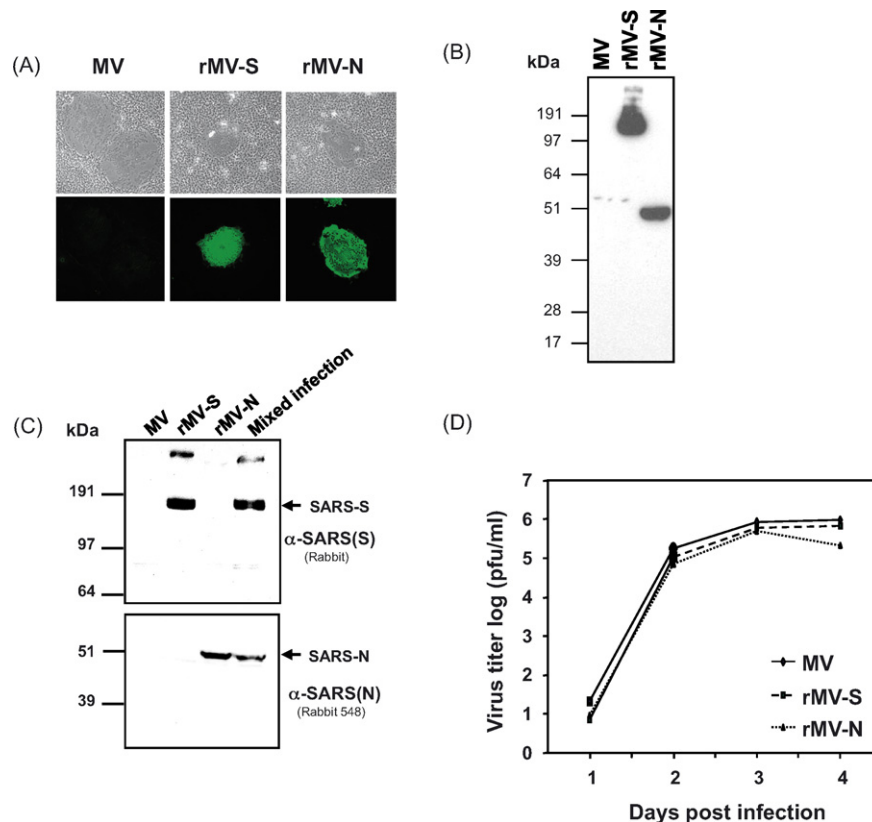 (A)
MV rMV-S rMV-N
(B)
kDa
MV
rMV-S
rMV-N
191
97
64
51
39
28
17
(C)
kDa
MV
rMV-S
rMV-N
Mixed infection
191
97
64
SARS-S
α-SARS(S)
(Rabbit)
51
39
SARS-N
α-SARS(N)
(Rabbit 548)
(D)
Virus titer log (pfu/ml)
7
6
5
4
3
2
1
0
MV
rMV-S
rMV-N
1 2 3 4
Days post infection